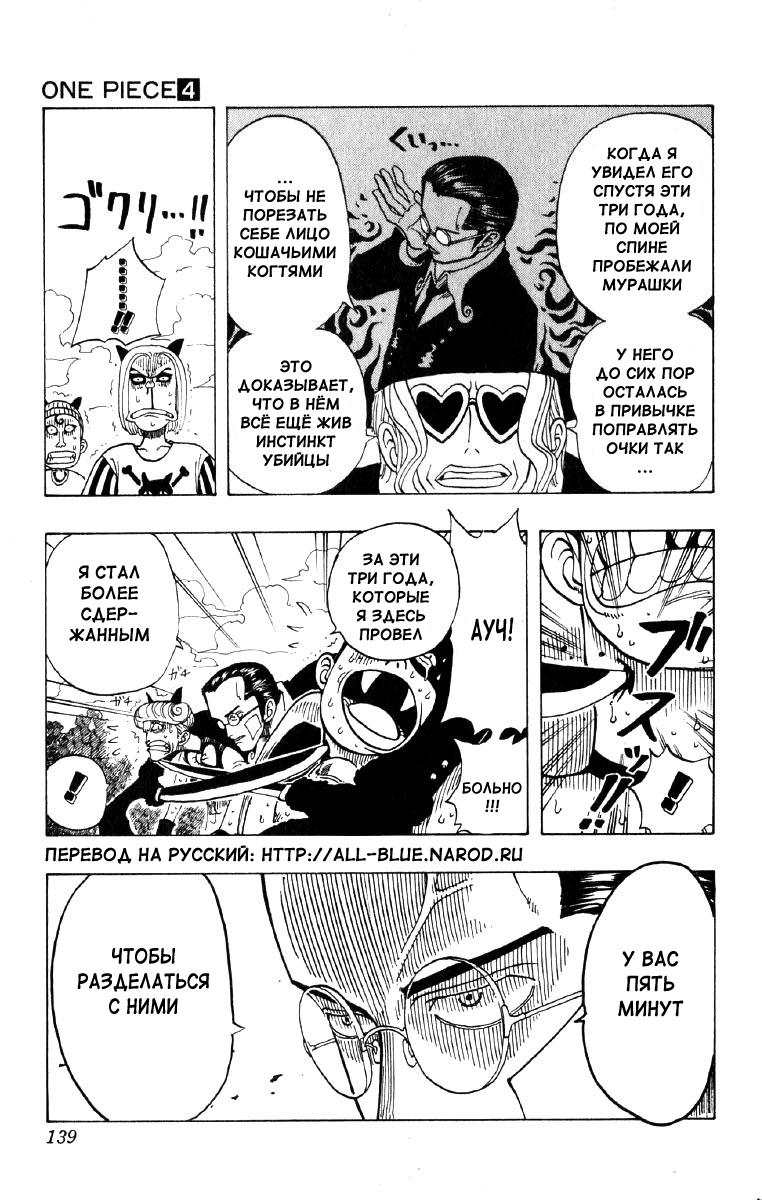 ONE PIECE 4
КОГДА Я
УВИДЕЛ ЕГО
СПУСТЯ ЭТИ
ТРИ ГОДА,
ПО МОЕЙ
СПИНЕ
ПРОБЕЖАЛИ
МУРАШКИ
У НЕГО
ДО СИХ ПОР
ОСТАЛАСЬ
В ПРИВЫЧКЕ
ПОПРАВЛЯТЬ
ОЧКИ ТАК
...
くいっ…
...
ЧТОБЫ НЕ
ПОРЕЗАТЬ
СЕБЕ ЛИЦО
КОШАЧЬИМИ
КОГТЯМИ
ЭТО
ДОКАЗЫВАЕТ,
ЧТО В НЁМ
ВСЁ ЕЩЁ ЖИВ
ИНСТИНКТ
УБИЙЦЫ
ゴクリ…!!
......!!
ブスッ
!
АУЧ!
БОЛЬНО
!!!
ЗА ЭТИ
ТРИ ГОДА,
КОТОРЫЕ
Я ЗДЕСЬ
ПРОВЕЛ
Я СТАЛ
БОЛЕЕ
СДЕР-
ЖАННЫМ
!
ПЕРЕВОД НА РУССКИЙ: HTTP://ALL-BLUE.NAROD.RU
У ВАС
ПЯТЬ
МИНУТ
ЧТОБЫ
РАЗДЕЛАТЬСЯ
С НИМИ
139